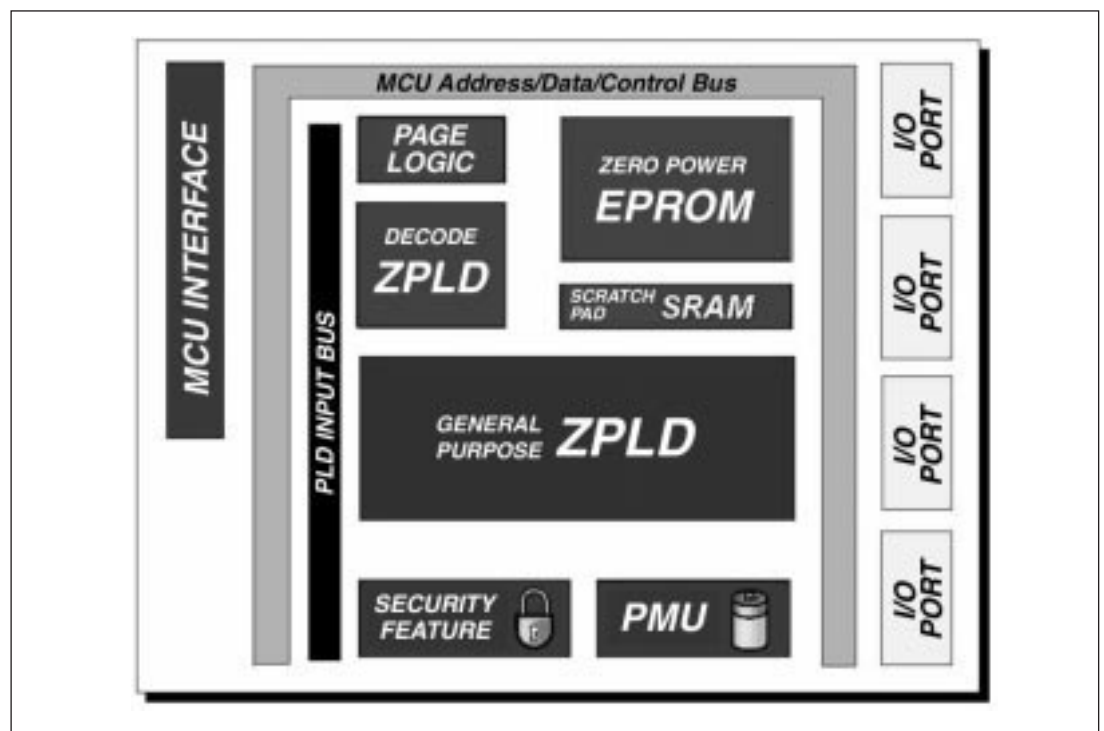 MCU INTERFACE
MCU Address/Data/Control Bus
PLD INPUT BUS
PAGE
LOGIC
DECODE
ZPLD
ZERO POWER
EPROM
SCRATCH
PAD
SRAM
GENERAL
PURPOSE
ZPLD
SECURITY
FEATURE
PMU
I/O
PORT
I/O
PORT
I/O
PORT
I/O
PORT